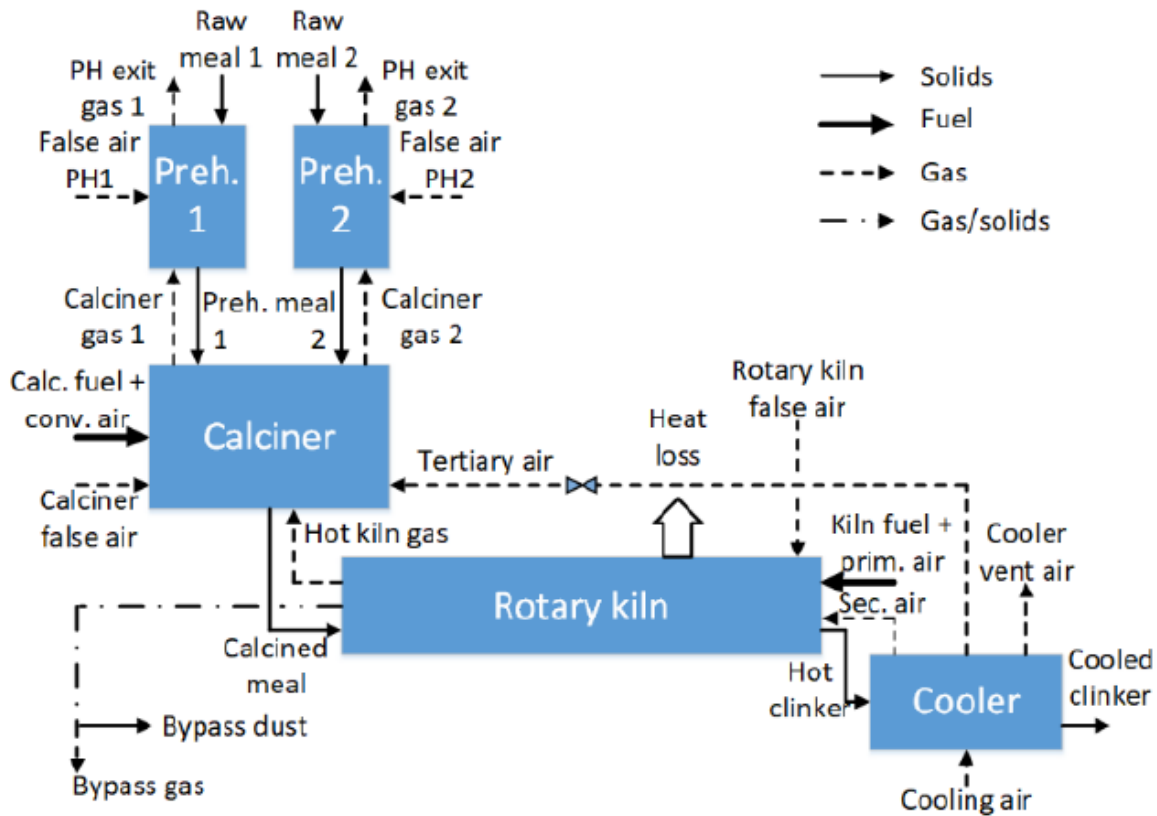 Raw
meal 1
Raw
meal 2
PH exit
gas 1
PH exit
gas 2
Solids
Fuel
Gas
Gas/solids
False air
PH1
False air
PH2
Preh.
1
Preh.
2
Calciner
gas 1
Preh. meal
1
2
Calciner
gas 2
Calc. fuel +
conv. air
Calciner
Rotary kiln
false air
Heat
loss
Tertiary air
Calciner
false air
Hot kiln gas
Kiln fuel +
prim. air
Cooler
vent air
Rotary kiln
Sec. air
Calcined
meal
Hot
clinker
Cooler
Cooled
clinker
Bypass dust
Bypass gas
Cooling air